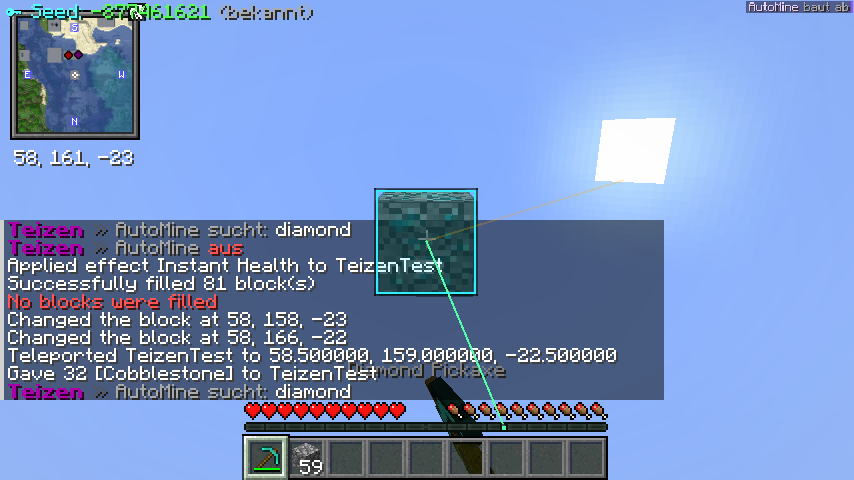 Seed: -877461621 (bekannt)
AutoMine baut ab
S
E
W
N
58, 161, -23
Teizen » AutoMine sucht: diamond
Teizen » AutoMine aus
Applied effect Instant Health to TeizenTest
Successfully filled 81 block(s)
No blocks were filled
Changed the block at 58, 158, -23
Changed the block at 58, 166, -22
Teleported TeizenTest to 58.500000, 159.000000, -22.500000
Gave 32 [Cobblestone] to TeizenTest
Diamond Pickaxe
Teizen » AutoMine sucht: diamond
59